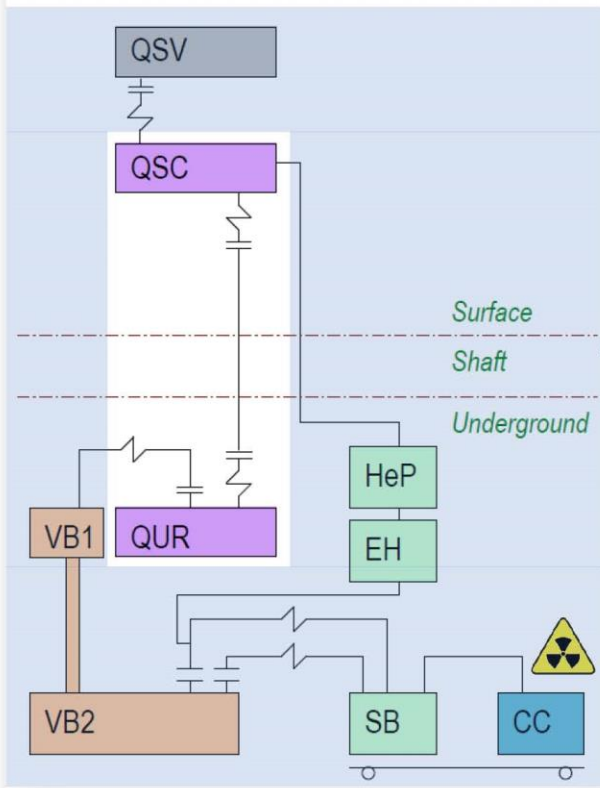 QSV
QSC
Surface
Shaft
Underground
HeP
VB1
QUR
EH
VB2
SB
CC